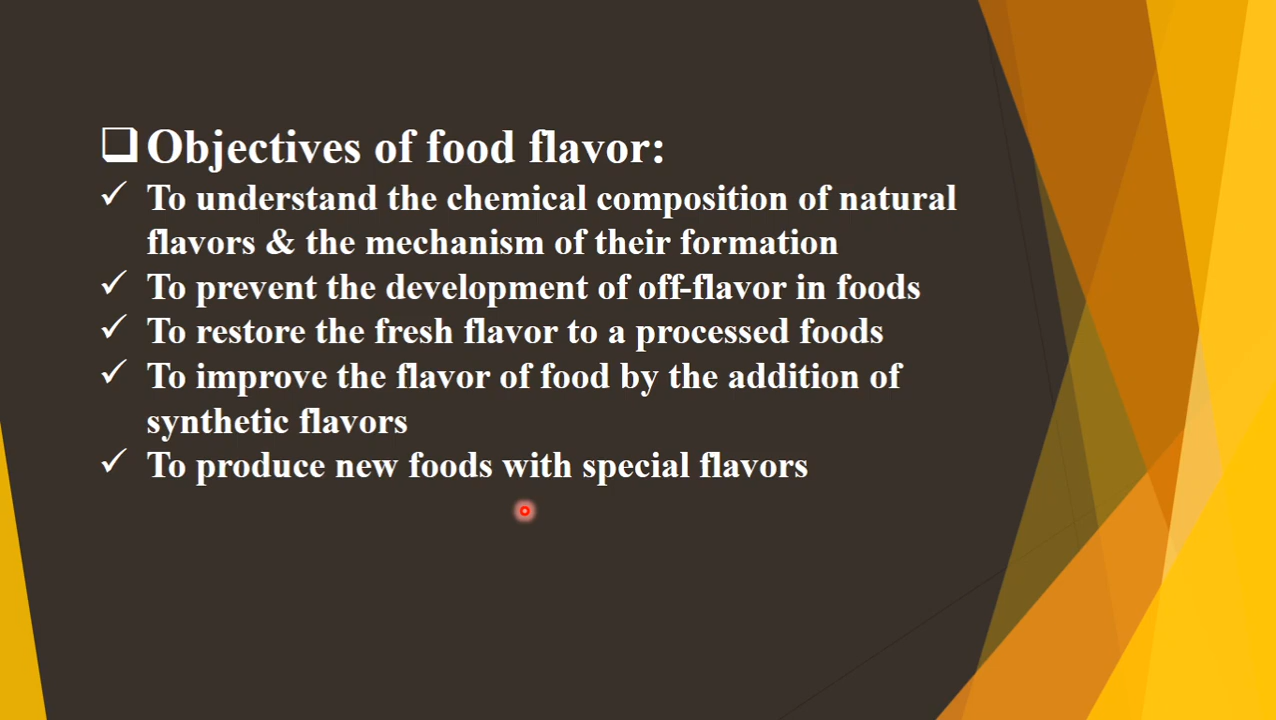 Objectives of food flavor:
To understand the chemical composition of natural
flavors & the mechanism of their formation
To prevent the development of off-flavor in foods
To restore the fresh flavor to a processed foods
To improve the flavor of food by the addition of
synthetic flavors
To produce new foods with special flavors